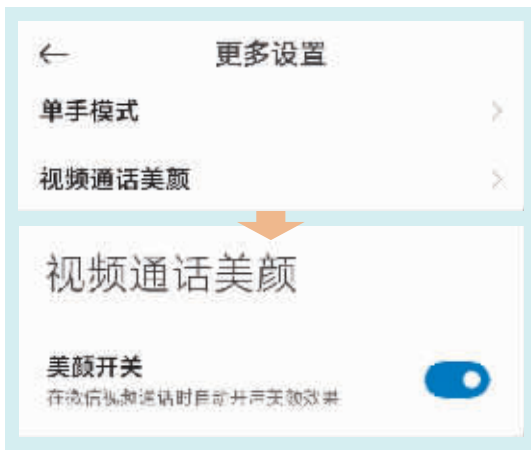 更多设置
单手模式
视频通话美颜
视频通话美颜
美颜开关
在微信视频通话时自动开启美颜效果